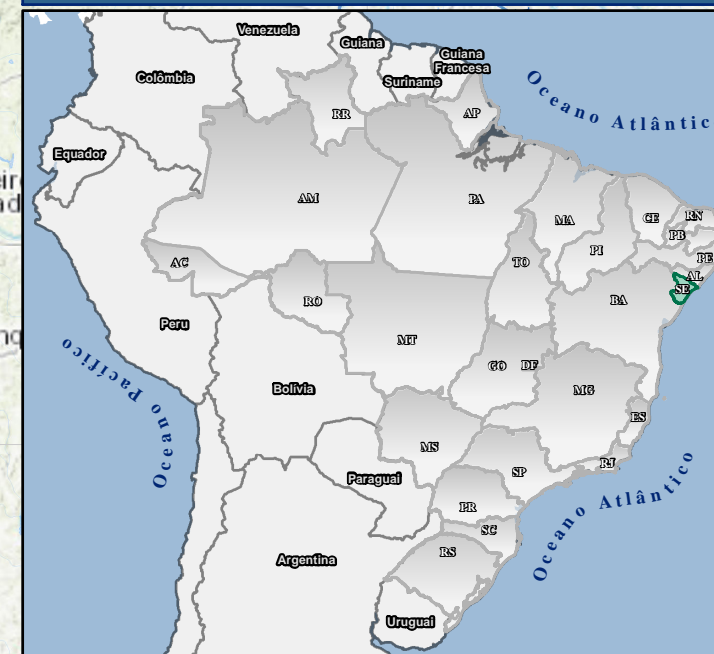 Venezuela
Guiana
Guiana
Francesa
Suriname
Colômbia
Oceano Atlântic
RR
AP
Equador
AM
PA
MA
CE
RN
PB
PI
PE
AC
TO
AL
SE
RO
BA
Peru
MT
GO
DF
Oceano Pacífico
Bolívia
MG
ES
MS
RJ
SP
Paraguai
PR
Oceano Atlântico
SC
RS
Argentina
Uruguai